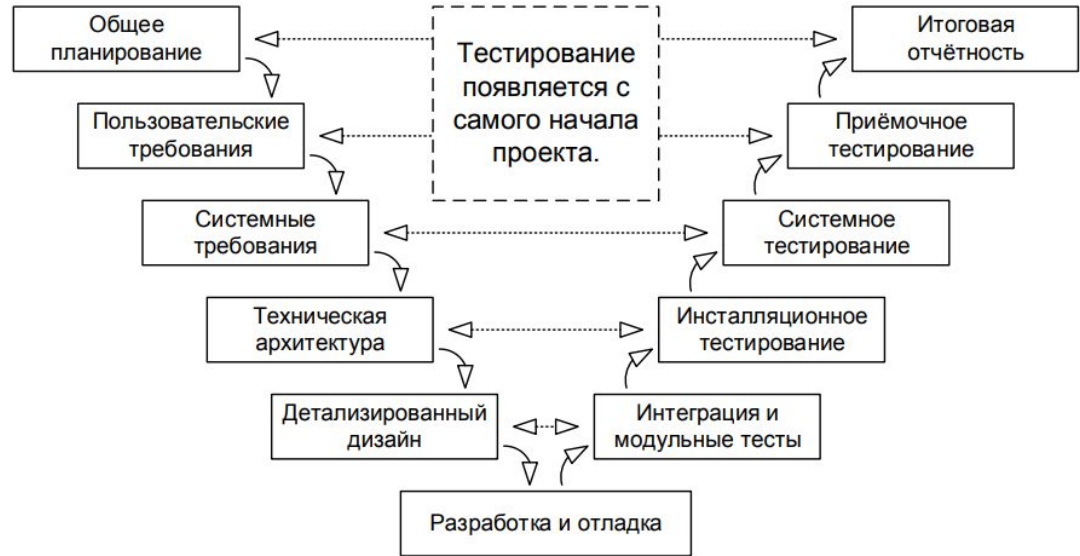 Общее
планирование
Тестирование
появляется с
самого начала
проекта.
Итоговая
отчётность
Пользовательские
требования
Приёмочное
тестирование
Системные
требования
Системное
тестирование
Техническая
архитектура
Инсталляционное
тестирование
Детализированный
дизайн
Интеграция и
модульные тесты
Разработка и отладка